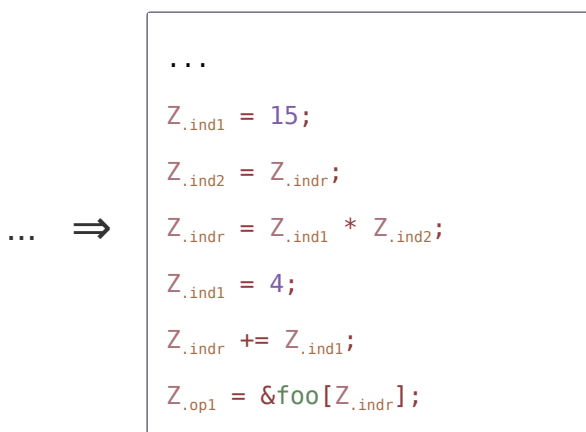 ...
Z.ind1 = 15;
Z.ind2 = Z.indr;
... ⇒ Z.indr = Z.ind1 * Z.ind2;
Z.ind1 = 4;
Z.indr += Z.ind1;
Z.op1 = &foo[Z.indr];